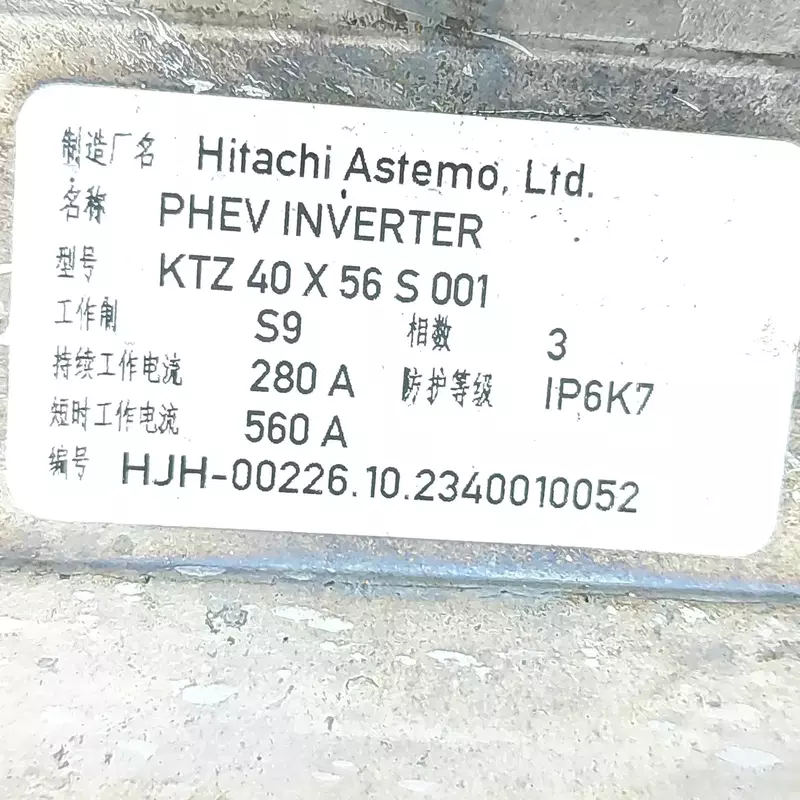 制造厂名 Hitachi Astemo, Ltd.
名称 PHEV INVERTER
型号 KTZ 40 X 56 S 001
工作制 S9 相数 3
持续工作电流 280 A 防护等级 IP6K7
短时工作电流 560 A
编号 HJH-00226.10.2340010052